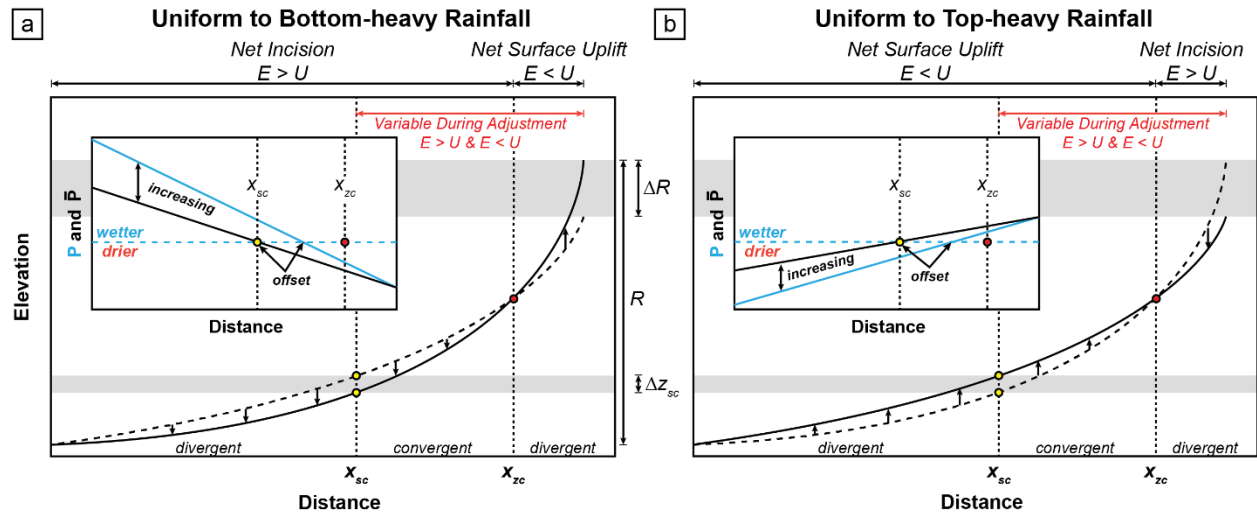 a
Uniform to Bottom-heavy Rainfall
Net Incision
E > U
Net Surface Uplift
E < U
Variable During Adjustment
E > U & E < U
P and P̄
increasing
x_sc
x_zc
wetter
drier
offset
Distance
ΔR
R
Δz_sc
Elevation
divergent
convergent
divergent
x_sc
x_zc
Distance
b
Uniform to Top-heavy Rainfall
Net Surface Uplift
E < U
Net Incision
E > U
Variable During Adjustment
E > U & E < U
P and P̄
x_sc
x_zc
wetter
drier
increasing
offset
Distance
divergent
convergent
divergent
x_sc
x_zc
Distance